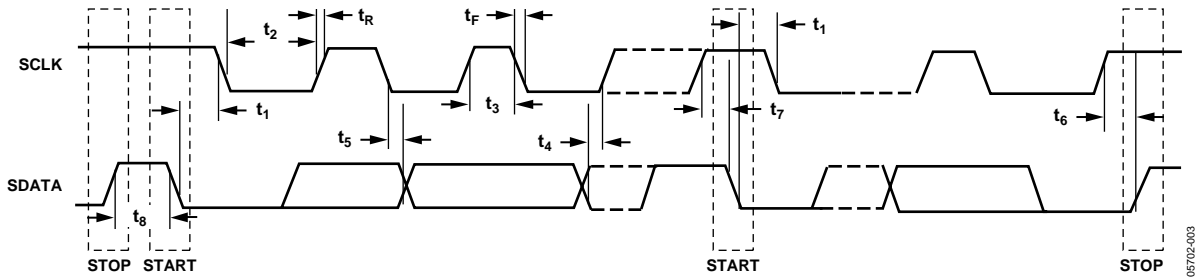 t2
tR
tF
t1
SCLK
t1
t3
t7
t5
t4
t6
SDATA
t8
STOP
START
START
STOP
05702-003